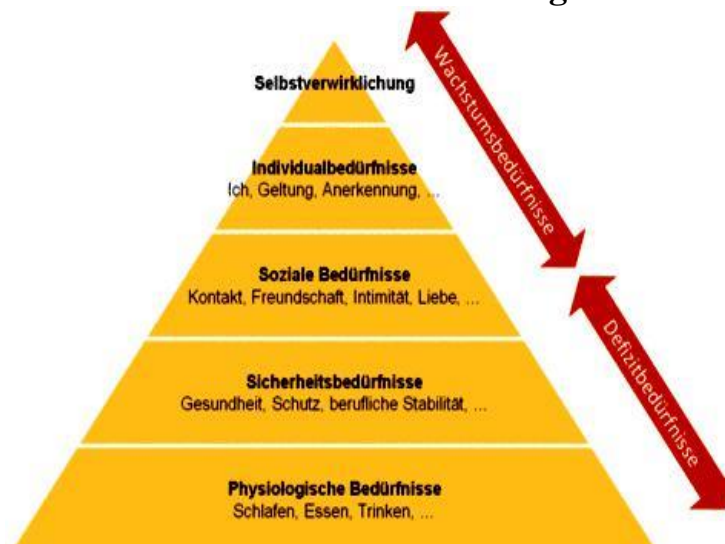 Selbstverwirklichung
Individualbedürfnisse
Ich, Geltung, Anerkennung, ...
Soziale Bedürfnisse
Kontakt, Freundschaft, Intimität, Liebe, ...
Sicherheitsbedürfnisse
Gesundheit, Schutz, berufliche Stabilität, ...
Physiologische Bedürfnisse
Schlafen, Essen, Trinken, ...
Wachstumsbedürfnisse
Defizitbedürfnisse